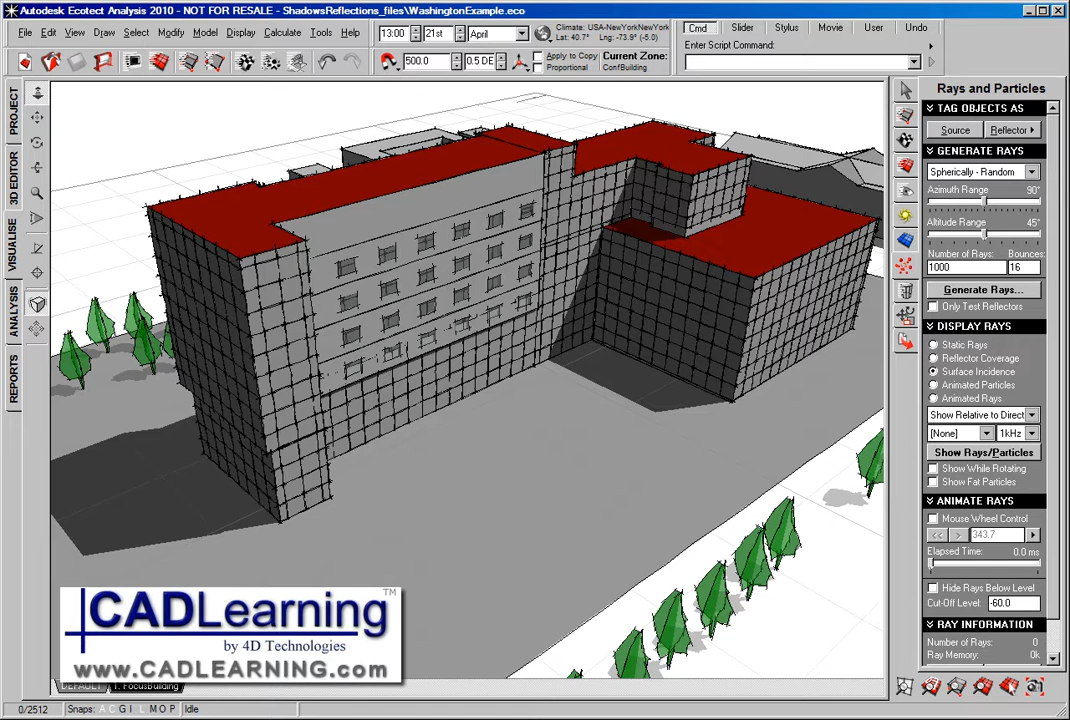 Autodesk Ecotect Analysis 2010 - NOT FOR RESALE - ShadowsReflections_files\WashingtonExample.eco
File Edit View Draw Select Modify Model Display Calculate Tools Help
13:00 21st April
Climate: USA-NewYorkNewYork
Lat: 40.7° Lng: -73.9° (-5.0)
Cmd Slider Stylus Movie User Undo
Enter Script Command:
500.0 0.5 DE
Apply to Copy
Proportional
Current Zone:
ConfBuilding
PROJECT
3D EDITOR
VISUALISE
ANALYSIS
REPORTS
Rays and Particles
TAG OBJECTS AS
Source Reflector
GENERATE RAYS
Spherically - Random
Azimuth Range 90°
Altitude Range 45°
Number of Rays: Bounces:
1000 16
Generate Rays...
Only Test Reflectors
DISPLAY RAYS
Static Rays
Reflector Coverage
Surface Incidence
Animated Particles
Animated Rays
Show Relative to Direct
[None] 1kHz
Show Rays/Particles
Show While Rotating
Show Fat Particles
ANIMATE RAYS
Mouse Wheel Control
<< > 343.7
Elapsed Time: 0.0 ms
Hide Rays Below Level
Cut-Off Level: -60.0
RAY INFORMATION
Number of Rays: 0
Ray Memory: 0k
CADLearning™
by 4D Technologies
www.CADLEARNING.com
DEFAULT 1. FocusBuilding
0/2512 Snaps: A C G I L M O P Idle